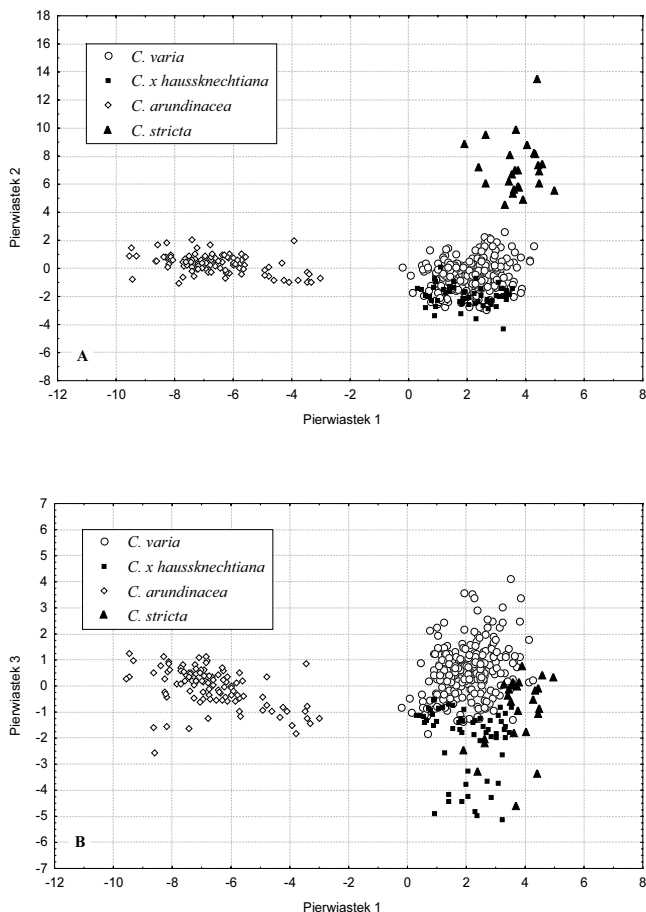 18
16
14
12
10
8
6
4
2
0
-2
-4
-6
-8
Pierwiastek 2
C. varia
C. x haussknechtiana
C. arundinacea
C. stricta
A
-12 -10 -8 -6 -4 -2 0 2 4 6 8
Pierwiastek 1
7
6
5
4
3
2
1
0
-1
-2
-3
-4
-5
-6
-7
Pierwiastek 3
C. varia
C. x haussknechtiana
C. arundinacea
C. stricta
B
-12 -10 -8 -6 -4 -2 0 2 4 6 8
Pierwiastek 1